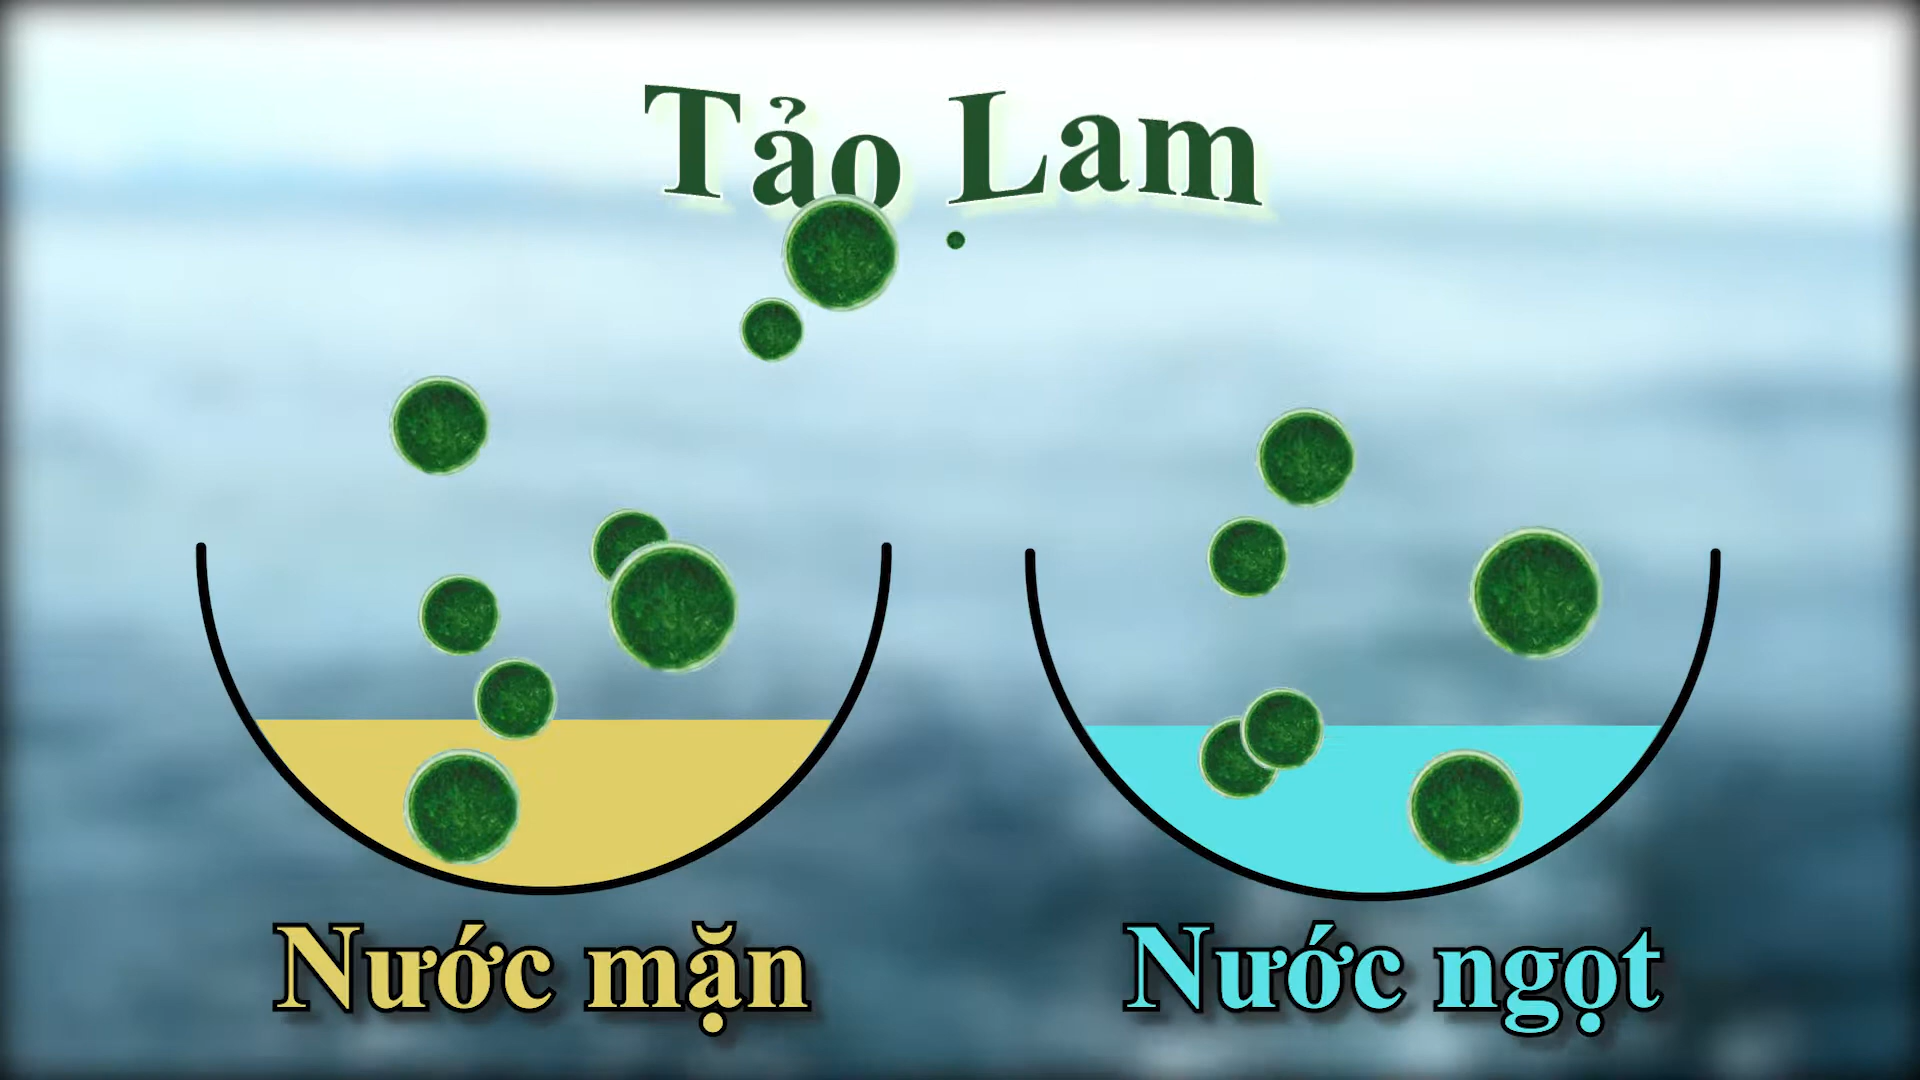 Tảo Lam
Nước mặn
Nước ngọt